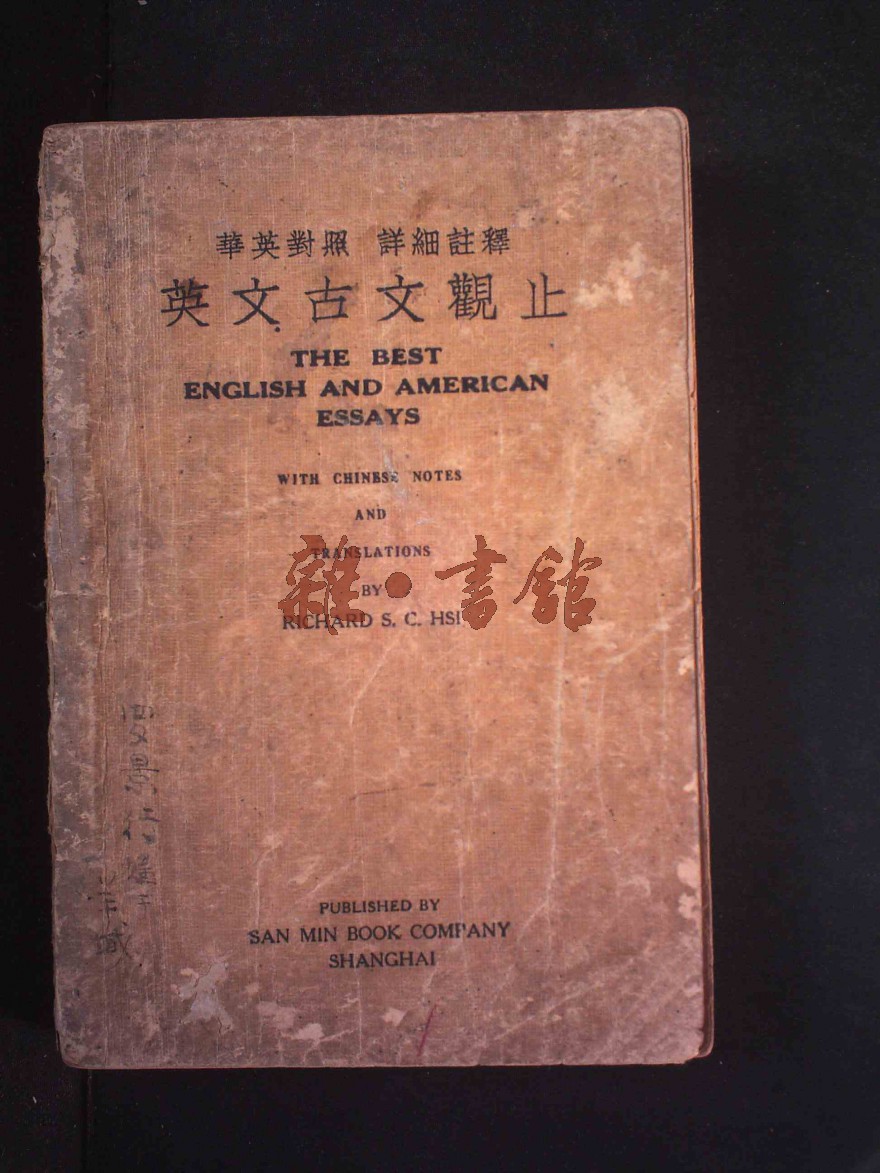 華英對照 詳細註釋
英文古文觀止
THE BEST
ENGLISH AND AMERICAN
ESSAYS
WITH CHINESE NOTES
AND
TRANSLATIONS
BY
RICHARD S. C. HSI
雜·書館
PUBLISHED BY
SAN MIN BOOK COMPANY
SHANGHAI